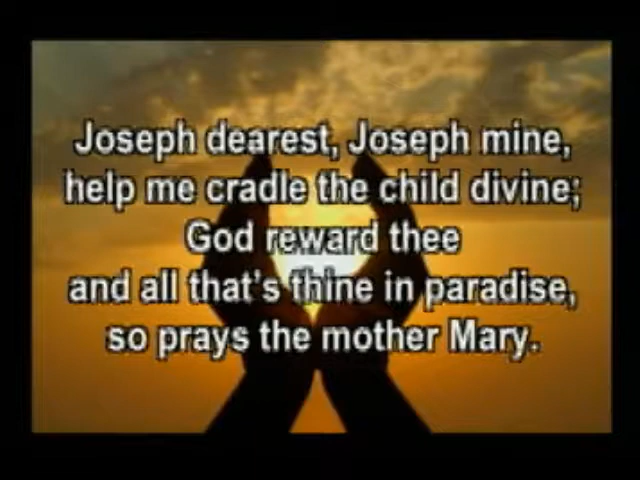 Joseph dearest, Joseph mine,
help me cradle the child divine;
God reward thee
and all that's thine in paradise,
so prays the mother Mary.